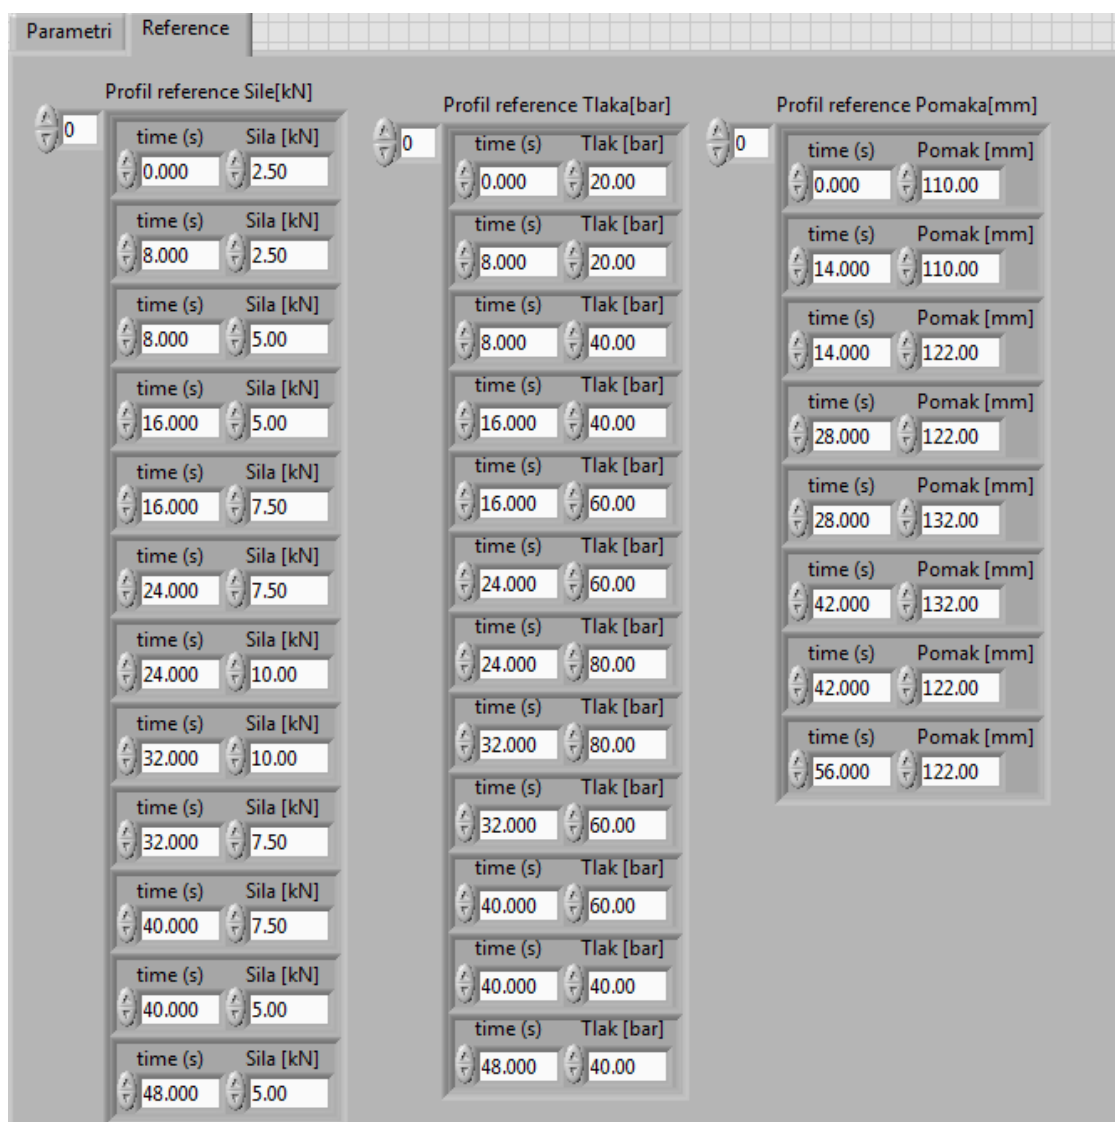 Parametri Reference
Profil reference Sile[kN]
0
time (s) Sila [kN]
0.000 2.50
time (s) Sila [kN]
8.000 2.50
time (s) Sila [kN]
8.000 5.00
time (s) Sila [kN]
16.000 5.00
time (s) Sila [kN]
16.000 7.50
time (s) Sila [kN]
24.000 7.50
time (s) Sila [kN]
24.000 10.00
time (s) Sila [kN]
32.000 10.00
time (s) Sila [kN]
32.000 7.50
time (s) Sila [kN]
40.000 7.50
time (s) Sila [kN]
40.000 5.00
time (s) Sila [kN]
48.000 5.00
Profil reference Tlaka[bar]
0
time (s) Tlak [bar]
0.000 20.00
time (s) Tlak [bar]
8.000 20.00
time (s) Tlak [bar]
8.000 40.00
time (s) Tlak [bar]
16.000 40.00
time (s) Tlak [bar]
16.000 60.00
time (s) Tlak [bar]
24.000 60.00
time (s) Tlak [bar]
24.000 80.00
time (s) Tlak [bar]
32.000 80.00
time (s) Tlak [bar]
32.000 60.00
time (s) Tlak [bar]
40.000 60.00
time (s) Tlak [bar]
40.000 40.00
time (s) Tlak [bar]
48.000 40.00
Profil reference Pomaka[mm]
0
time (s) Pomak [mm]
0.000 110.00
time (s) Pomak [mm]
14.000 110.00
time (s) Pomak [mm]
14.000 122.00
time (s) Pomak [mm]
28.000 122.00
time (s) Pomak [mm]
28.000 132.00
time (s) Pomak [mm]
42.000 132.00
time (s) Pomak [mm]
42.000 122.00
time (s) Pomak [mm]
56.000 122.00